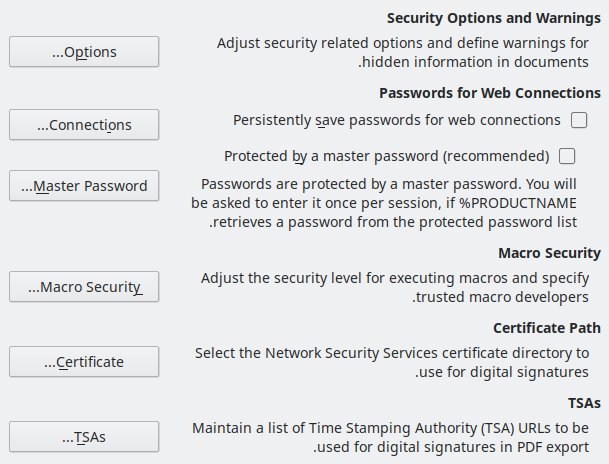 Security Options and Warnings
Adjust security related options and define warnings for
.hidden information in documents
...Options
Passwords for Web Connections
Persistently save passwords for web connections
...Connections
Protected by a master password (recommended)
Passwords are protected by a master password. You will
be asked to enter it once per session, if %PRODUCTNAME
.retrieves a password from the protected password list
...Master Password
Macro Security
Adjust the security level for executing macros and specify
.trusted macro developers
...Macro Security
Certificate Path
Select the Network Security Services certificate directory to
.use for digital signatures
...Certificate
TSAs
Maintain a list of Time Stamping Authority (TSA) URLs to be
.used for digital signatures in PDF export
...TSAs